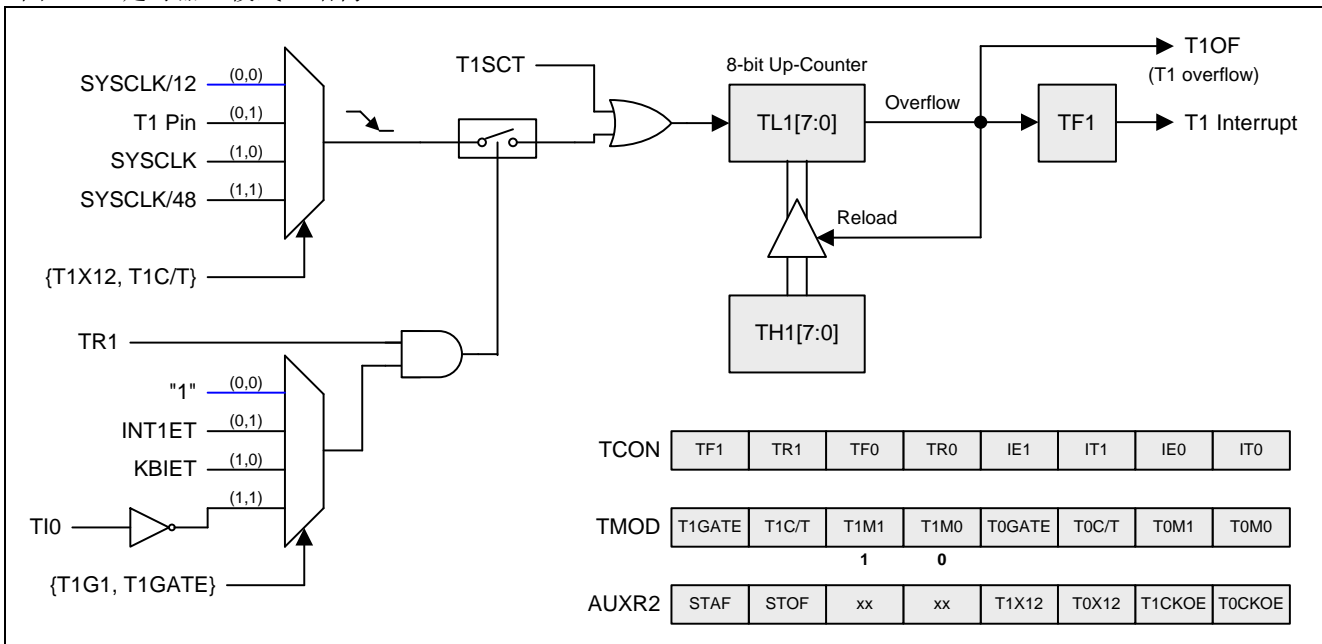 T1SCT
8-bit Up-Counter
T1OF
(T1 overflow)
SYSCLK/12
(0,0)
T1 Pin
(0,1)
SYSCLK
(1,0)
SYSCLK/48
(1,1)
{T1X12, T1C/T}
TL1[7:0]
Overflow
TF1
T1 Interrupt
Reload
TH1[7:0]
TR1
"1"
(0,0)
INT1ET
(0,1)
KBIET
(1,0)
TI0
(1,1)
{T1G1, T1GATE}
TCON TF1 TR1 TF0 TR0 IE1 IT1 IE0 IT0
TMOD T1GATE T1C/T T1M1 T1M0 T0GATE T0C/T T0M1 T0M0
1 0
AUXR2 STAF STOF xx xx T1X12 T0X12 T1CKOE T0CKOE